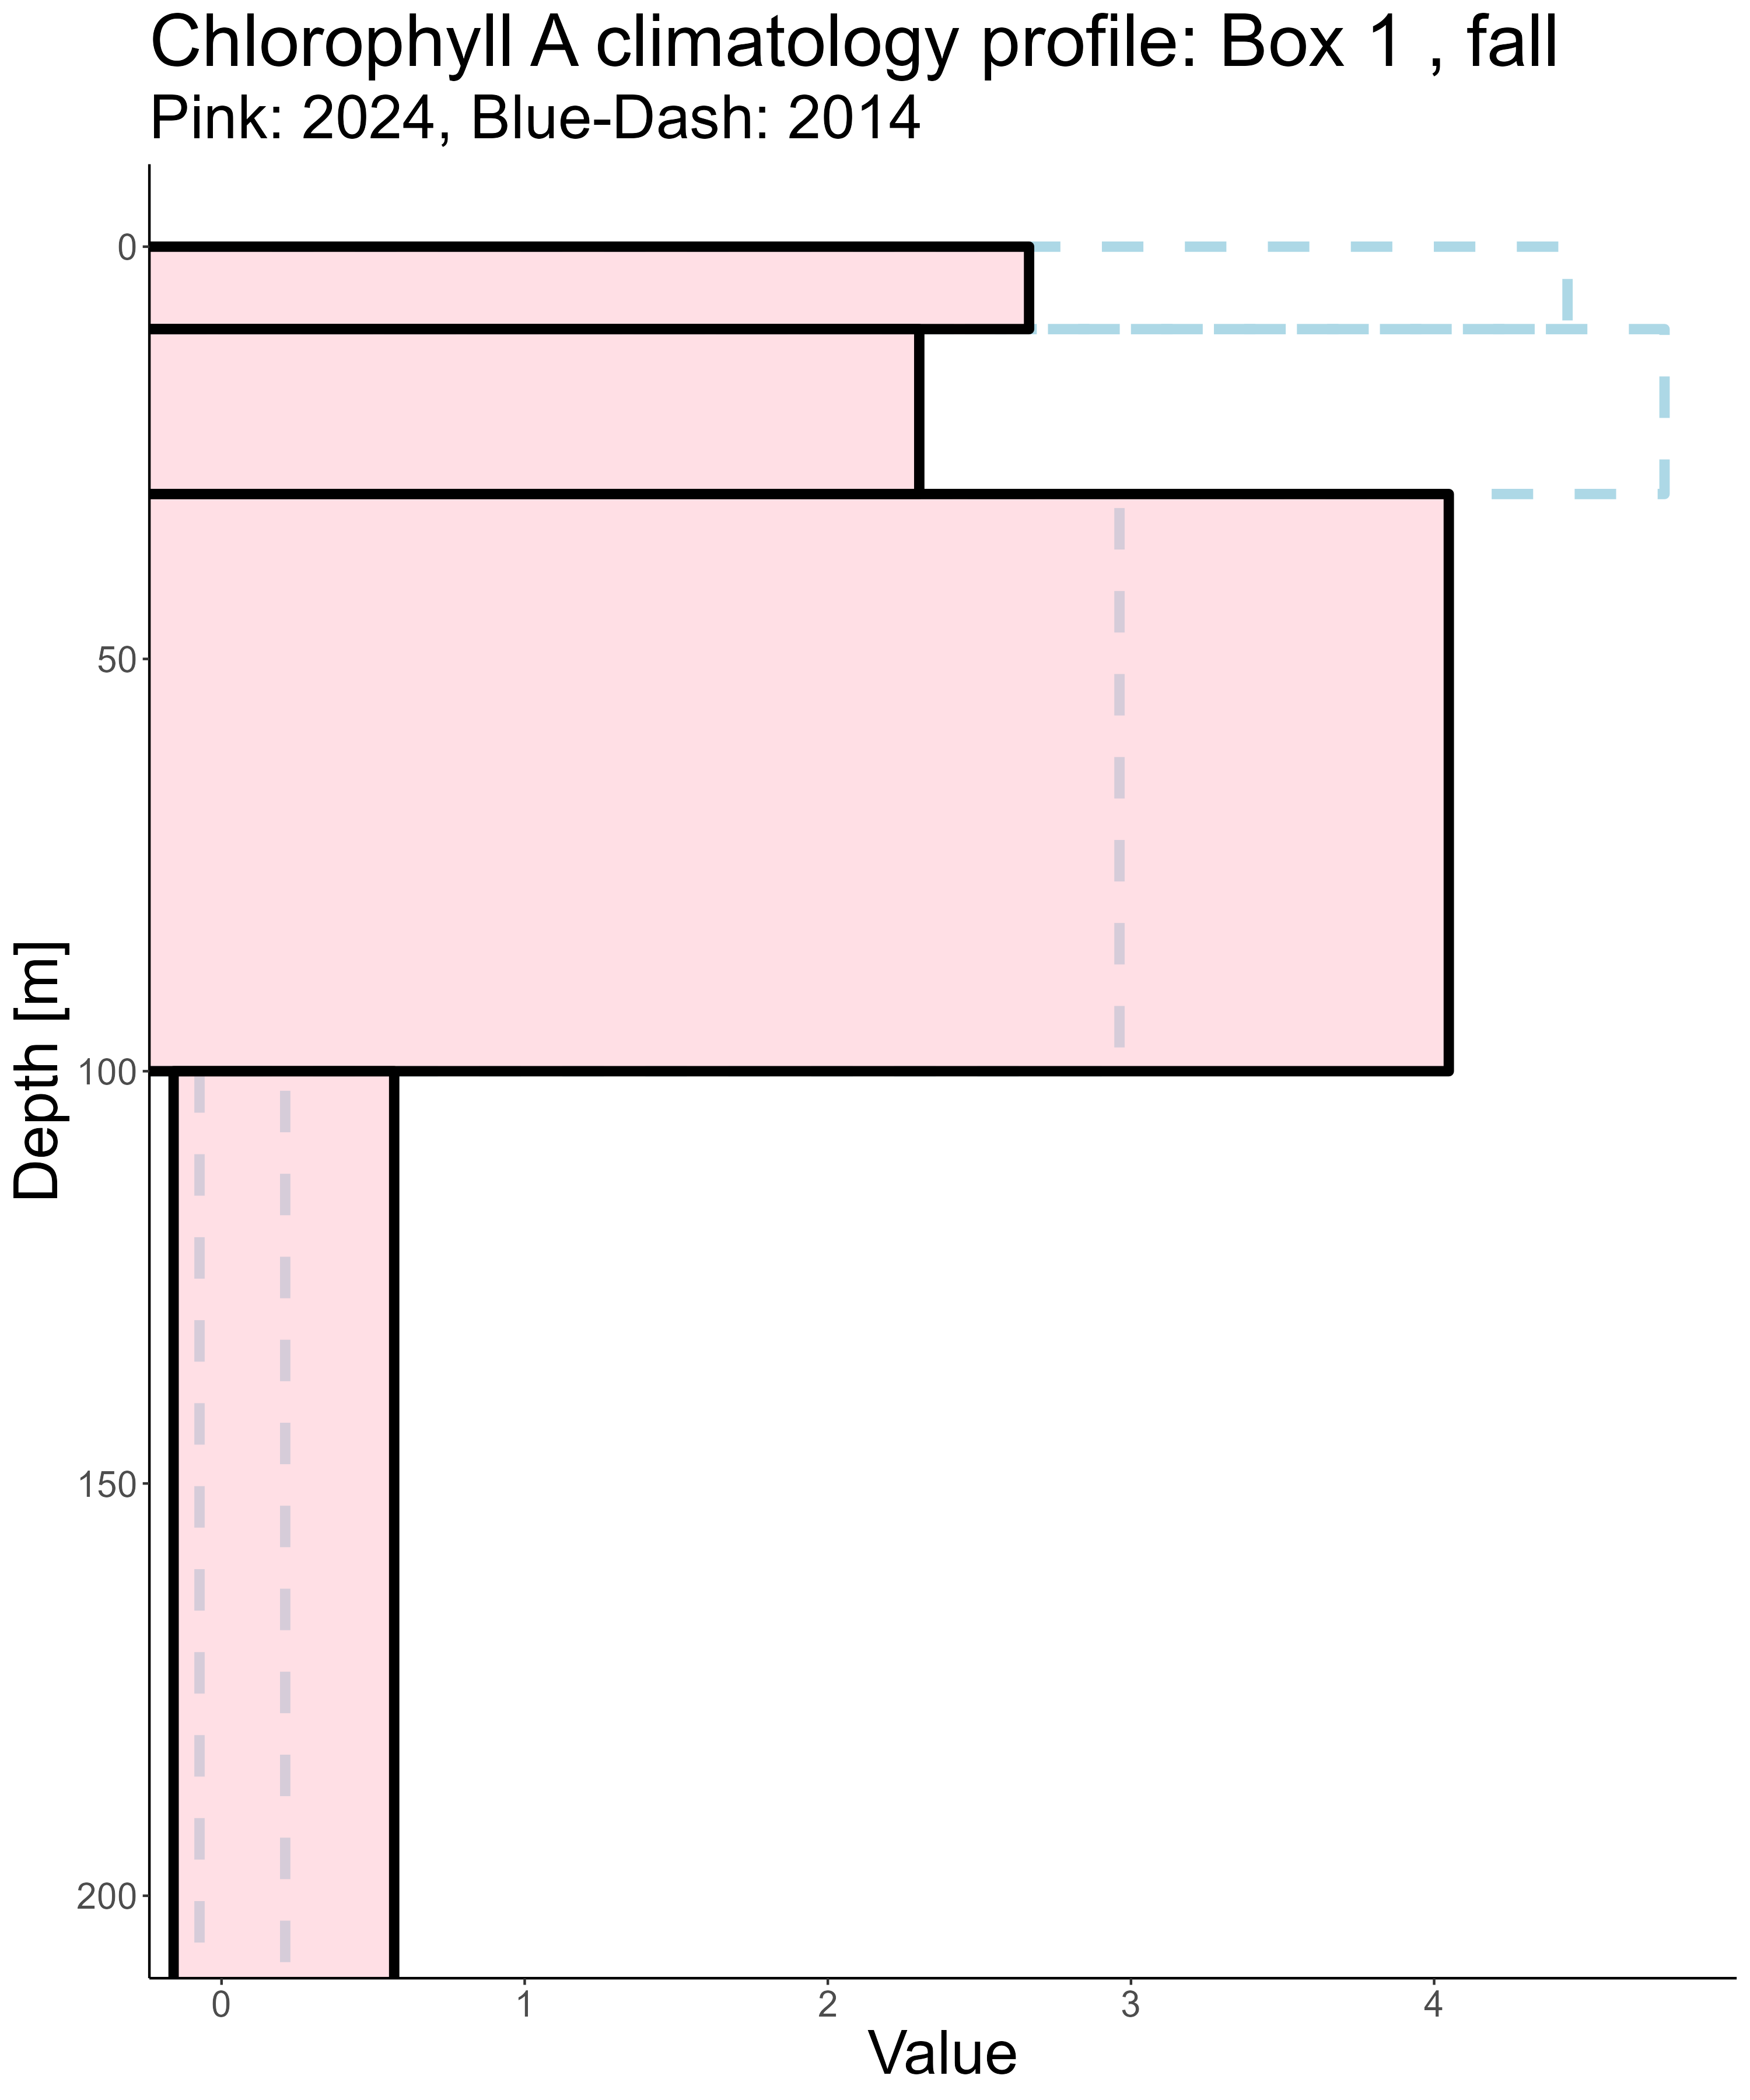 Chlorophyll A climatology profile: Box 1 , fall
Pink: 2024, Blue-Dash: 2014
0
50
100
150
200
Depth [m]
0 1 2 3 4
Value